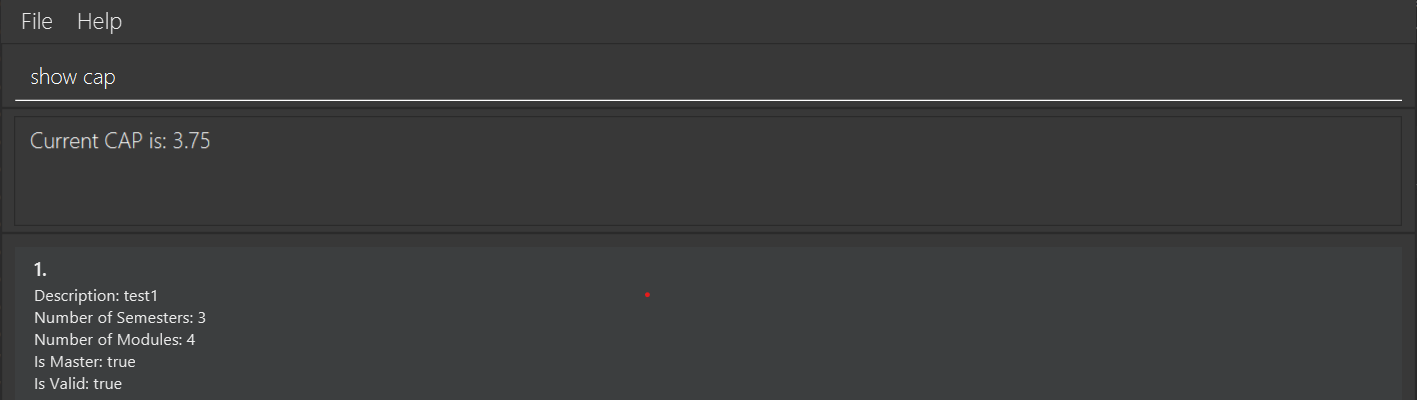 File Help
show cap
Current CAP is: 3.75
1.
Description: test1
Number of Semesters: 3
Number of Modules: 4
Is Master: true
Is Valid: true